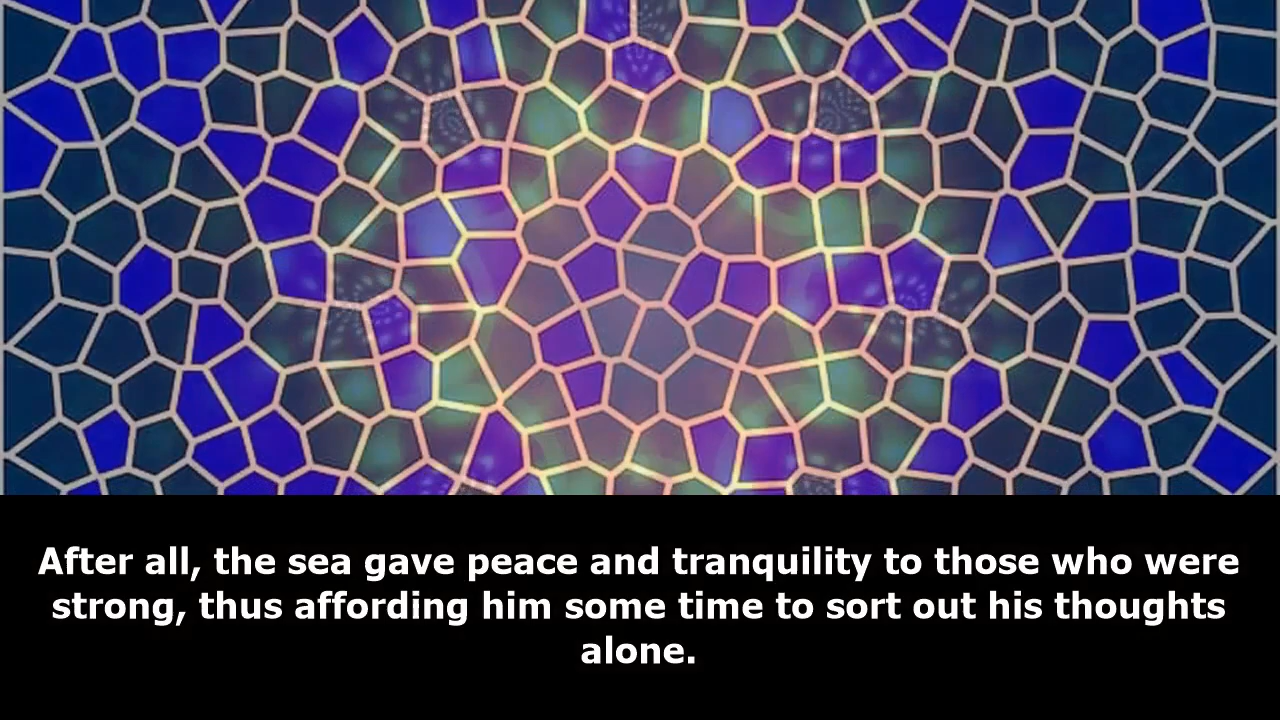 After all, the sea gave peace and tranquility to those who were
strong, thus affording him some time to sort out his thoughts
alone.